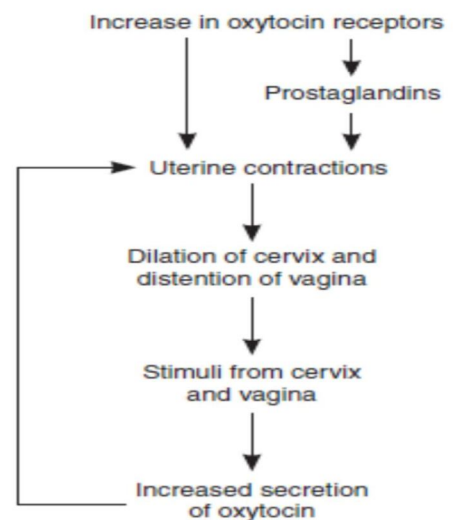 Increase in oxytocin receptors
Prostaglandins
Uterine contractions
Dilation of cervix and
distention of vagina
Stimuli from cervix
and vagina
Increased secretion
of oxytocin